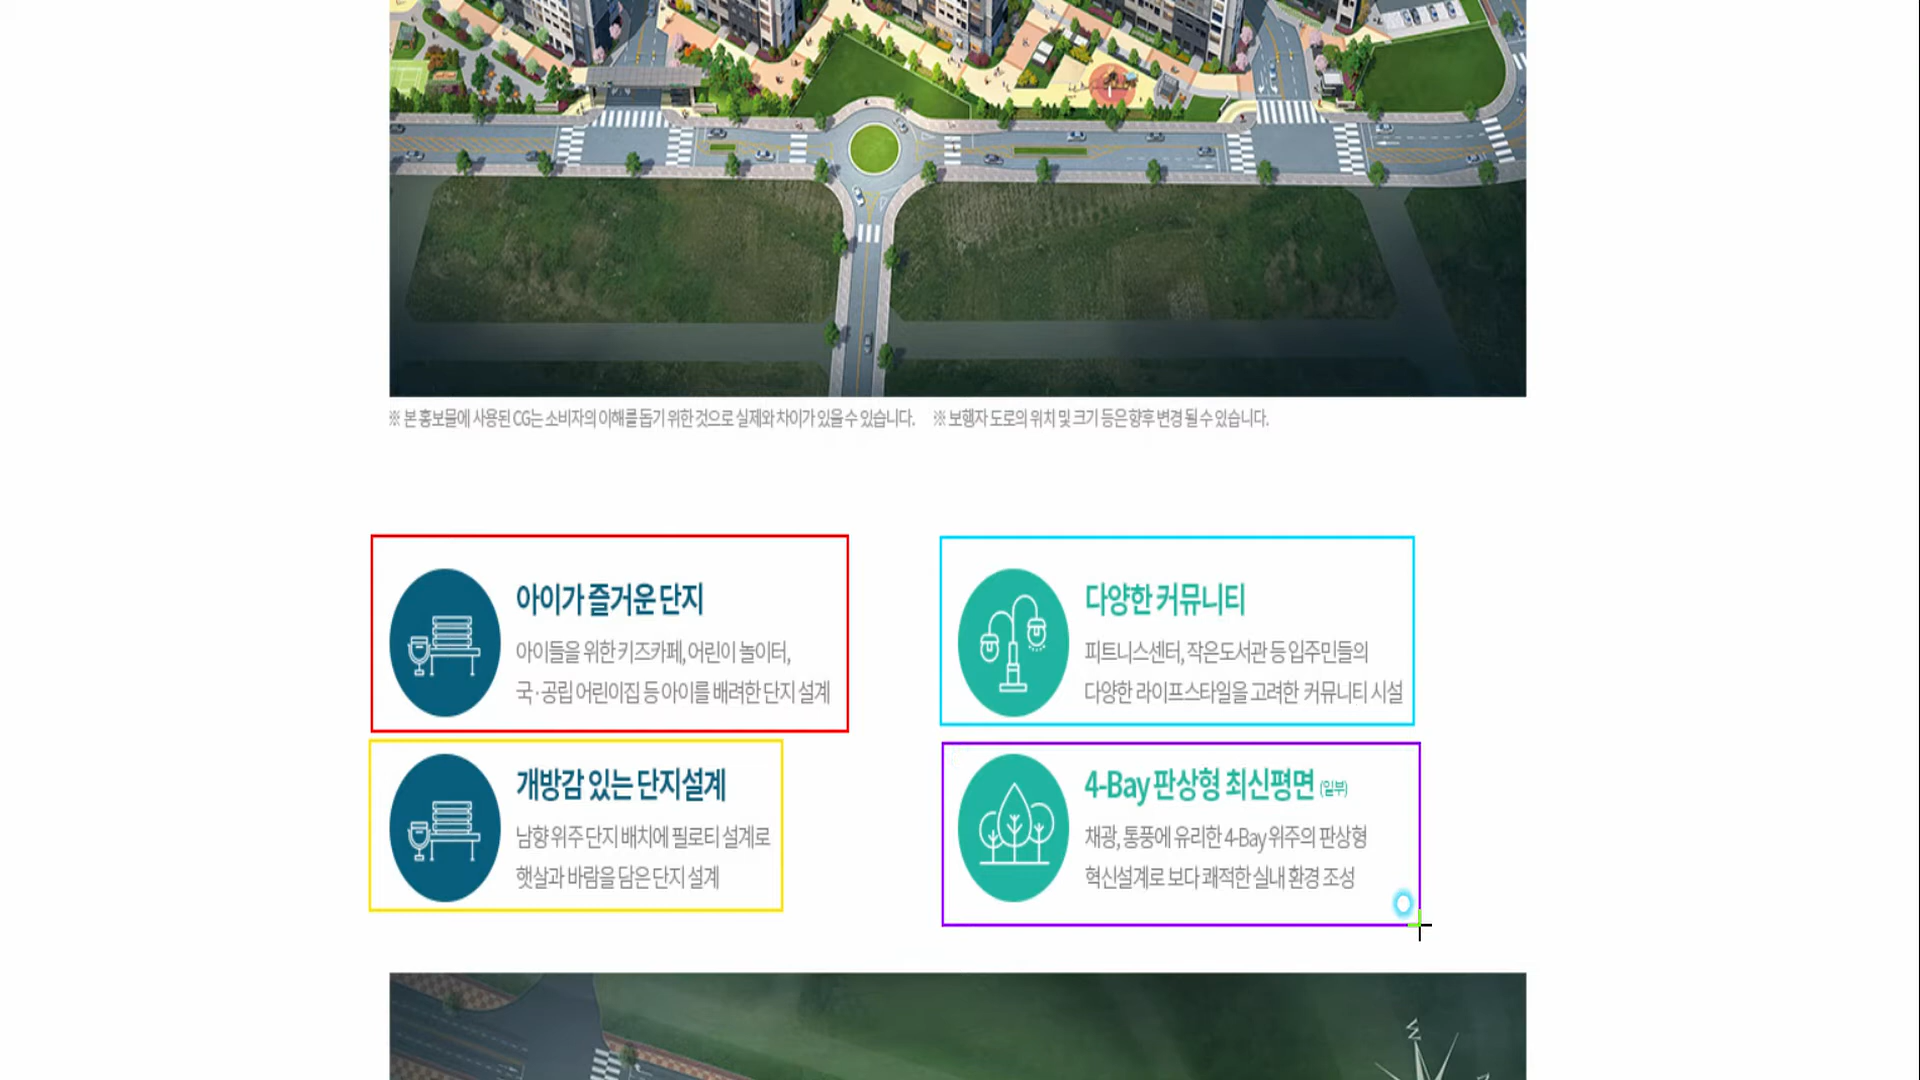 ※ 본 홍보물에 사용된 CG는 소비자의 이해를 돕기 위한 것으로 실제와 차이가 있을 수 있습니다. ※ 보행자 도로의 위치 및 크기 등은 향후 변경 될 수 있습니다.
아이가 즐거운 단지
아이들을 위한 키즈카페, 어린이 놀이터,
국·공립 어린이집 등 아이를 배려한 단지 설계
다양한 커뮤니티
피트니스센터, 작은도서관 등 입주민들의
다양한 라이프스타일을 고려한 커뮤니티 시설
개방감 있는 단지설계
남향 위주 단지 배치에 필로티 설계로
햇살과 바람을 담은 단지 설계
4-Bay 판상형 최신평면 (일부)
채광, 통풍에 유리한 4-Bay 위주의 판상형
혁신설계로 보다 쾌적한 실내 환경 조성